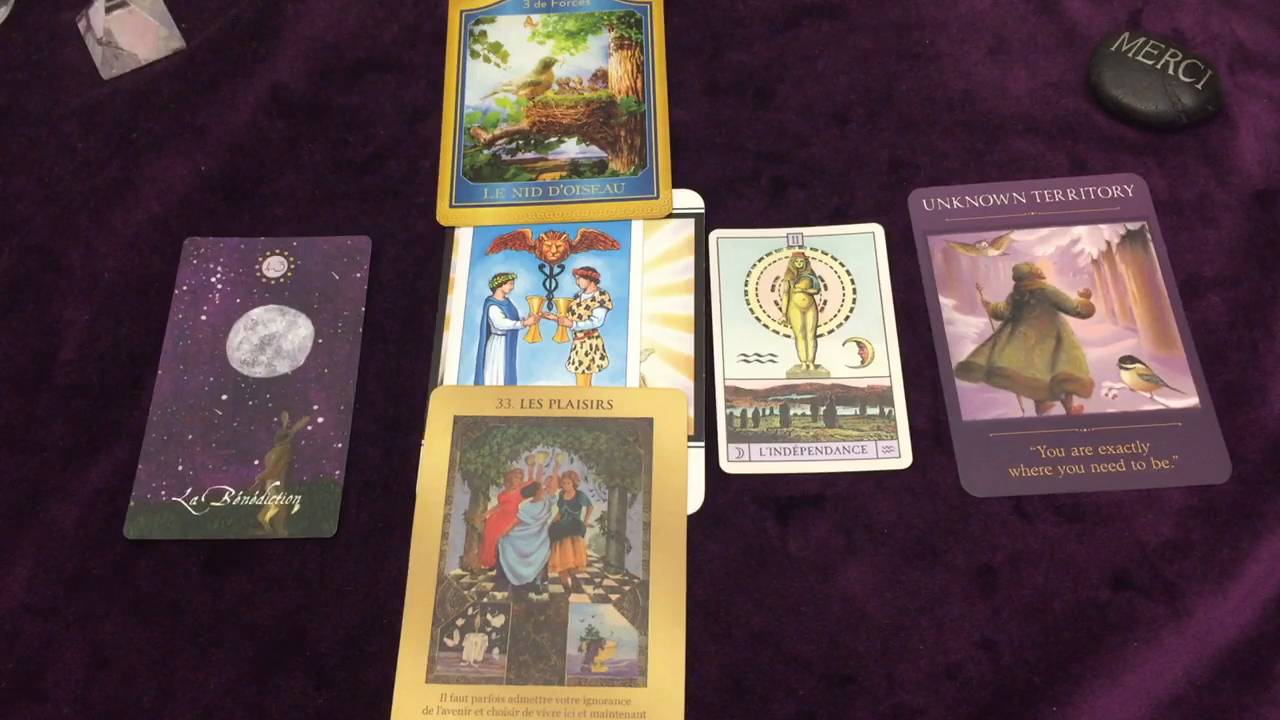 3 de Forces
LE NID D'OISEAU
MERCI
43
La Bénédiction
II
L'INDÉPENDANCE
UNKNOWN TERRITORY
"You are exactly
where you need to be."
33. LES PLAISIRS
Il faut parfois admettre votre ignorance
de l'avenir et choisir de vivre ici et maintenant